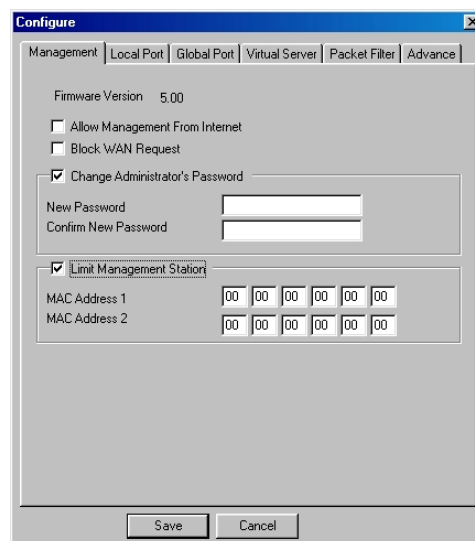 Configure
Management Local Port Global Port Virtual Server Packet Filter Advance
Firmware Version 5.00
Allow Management From Internet
Block WAN Request
Change Administrator's Password
New Password
Confirm New Password
Limit Management Station
MAC Address 1 00 00 00 00 00 00
MAC Address 2 00 00 00 00 00 00
Save Cancel